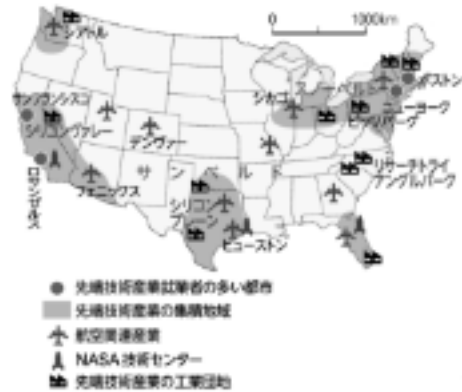 0 1000km
シアトル
サンフランシスコ
シリコンヴァレー
ロサンゼルス
フェニックス
デンヴァー
サンベルト
シリコン
プレーン
ヒューストン
シカゴ
スノーベルト
ボストン
ニューヨーク
ピッツバーグ
リサーチトライ
アングルパーク
先端技術産業就業者の多い都市
先端技術産業の集積地域
航空関連産業
NASA技術センター
先端技術産業の工業団地